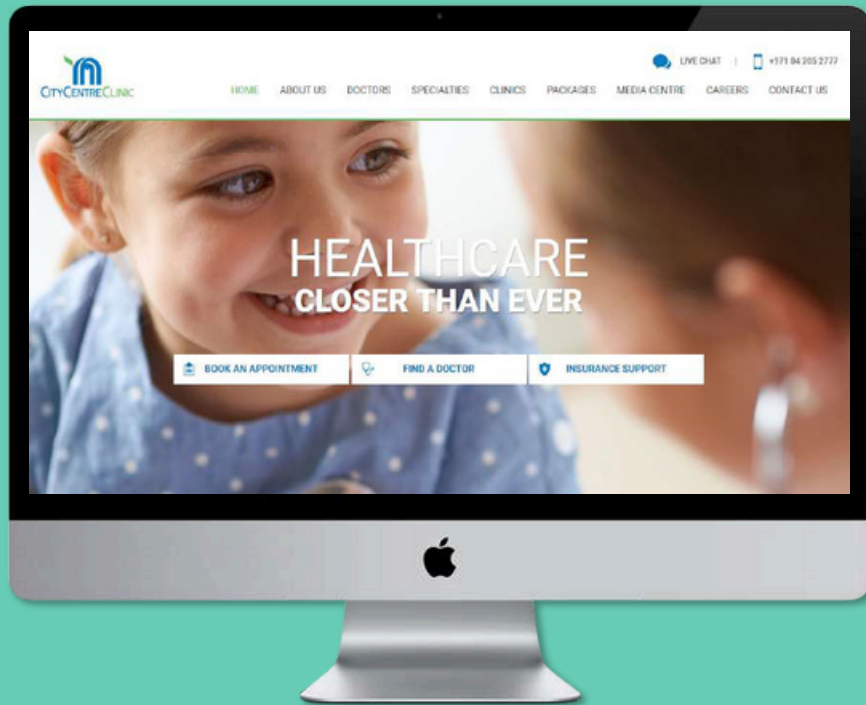 CITYCENTRECLINIC
LIVE CHAT | +971 04 205 2777
HOME ABOUT US DOCTORS SPECIALTIES CLINICS PACKAGES MEDIA CENTRE CAREERS CONTACT US
HEALTHCARE
CLOSER THAN EVER
BOOK AN APPOINTMENT FIND A DOCTOR INSURANCE SUPPORT